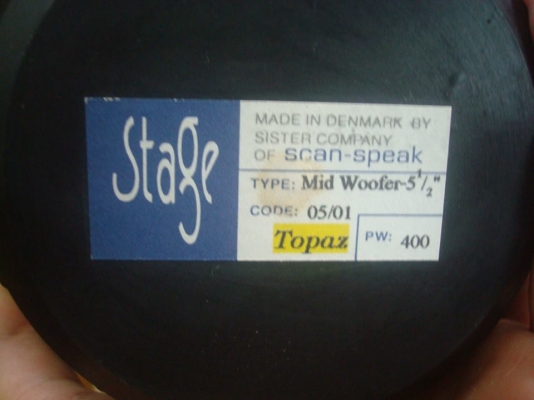 Stage
MADE IN DENMARK BY
SISTER COMPANY
OF scan-speak
TYPE: Mid Woofer-5 1/2"
CODE: 05/01
Topaz
PW: 400